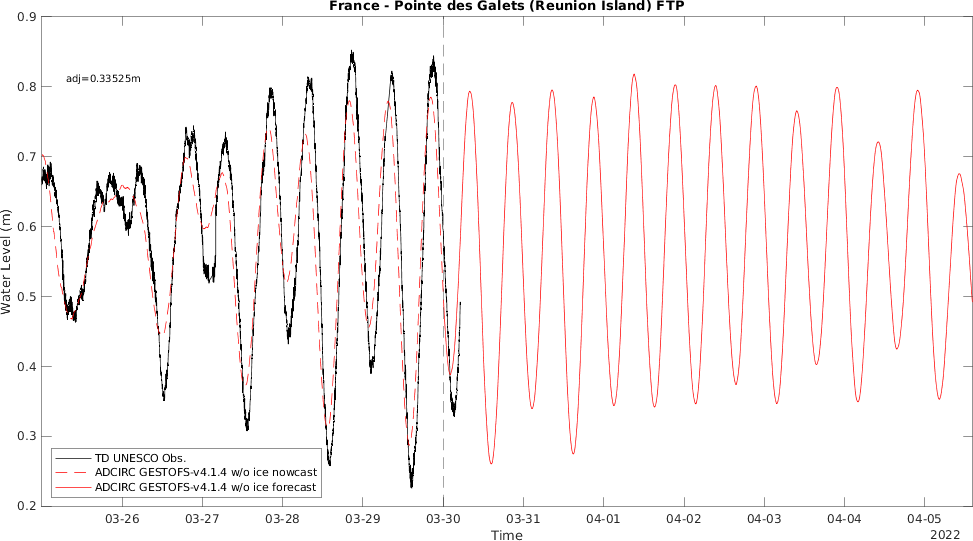 France - Pointe des Galets (Reunion Island) FTP
0.9
0.8
0.7
0.6
0.5
0.4
0.3
0.2
Water Level (m)
adj=0.33525m
TD UNESCO Obs.
ADCIRC GESTOFS-v4.1.4 w/o ice nowcast
ADCIRC GESTOFS-v4.1.4 w/o ice forecast
03-26 03-27 03-28 03-29 03-30 03-31 04-01 04-02 04-03 04-04 04-05
Time
2022